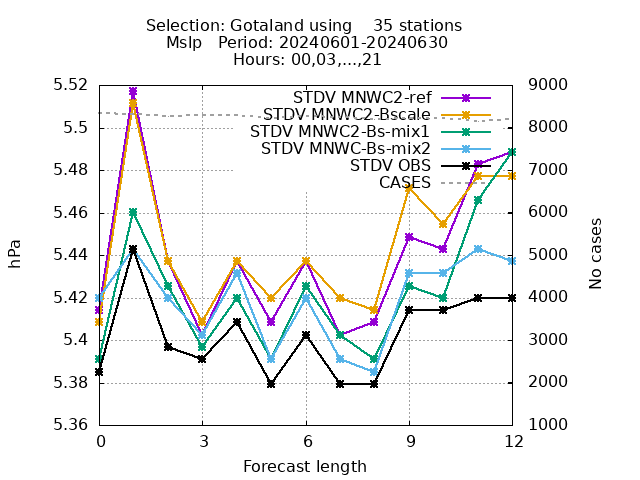 Selection: Gotaland using    35 stations
Mslp   Period: 20240601-20240630
Hours: 00,03,...,21
5.52
5.5
5.48
5.46
5.44
5.42
5.4
5.38
5.36
hPa
STDV MNWC2-ref
STDV MNWC2-Bscale
STDV MNWC2-Bs-mix1
STDV MNWC-Bs-mix2
STDV OBS
CASES
9000
8000
7000
6000
5000
4000
3000
2000
1000
No cases
0 3 6 9 12
Forecast length